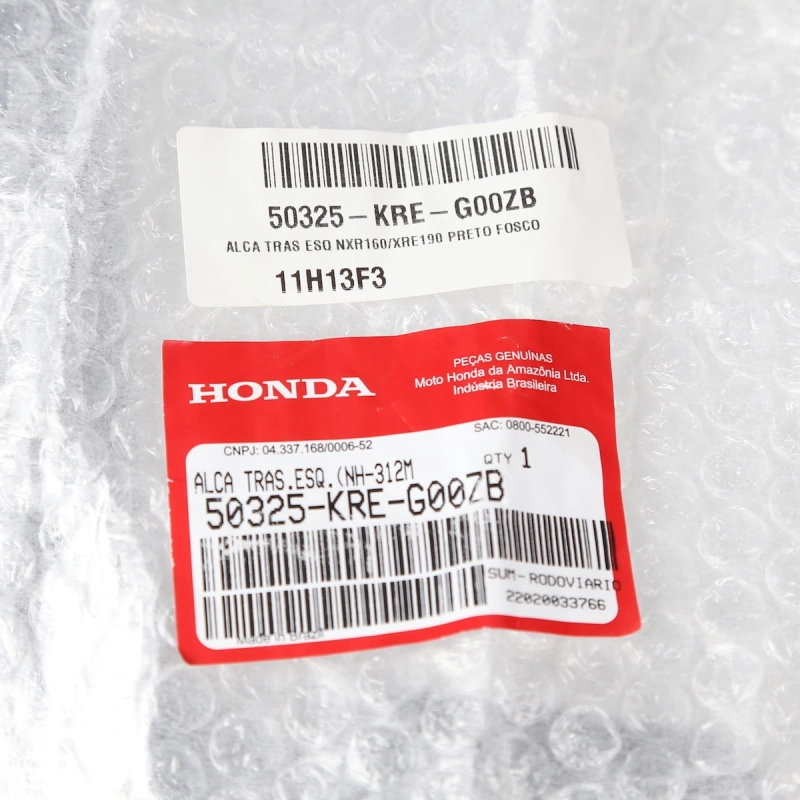 50325-KRE-G00ZB
ALCA TRAS ESQ NXR160/XRE190 PRETO FOSCO
11H13F3
HONDA
PEÇAS GENUÍNAS
Moto Honda da Amazônia Ltda.
Indústria Brasileira
CNPJ: 04.337.168/0006-52
SAC: 0800-552221
ALCA TRAS.ESQ.(NH-312M
QTY 1
50325-KRE-G00ZB
SUM-RODOVIARIO
22020033766
Made in Brazil